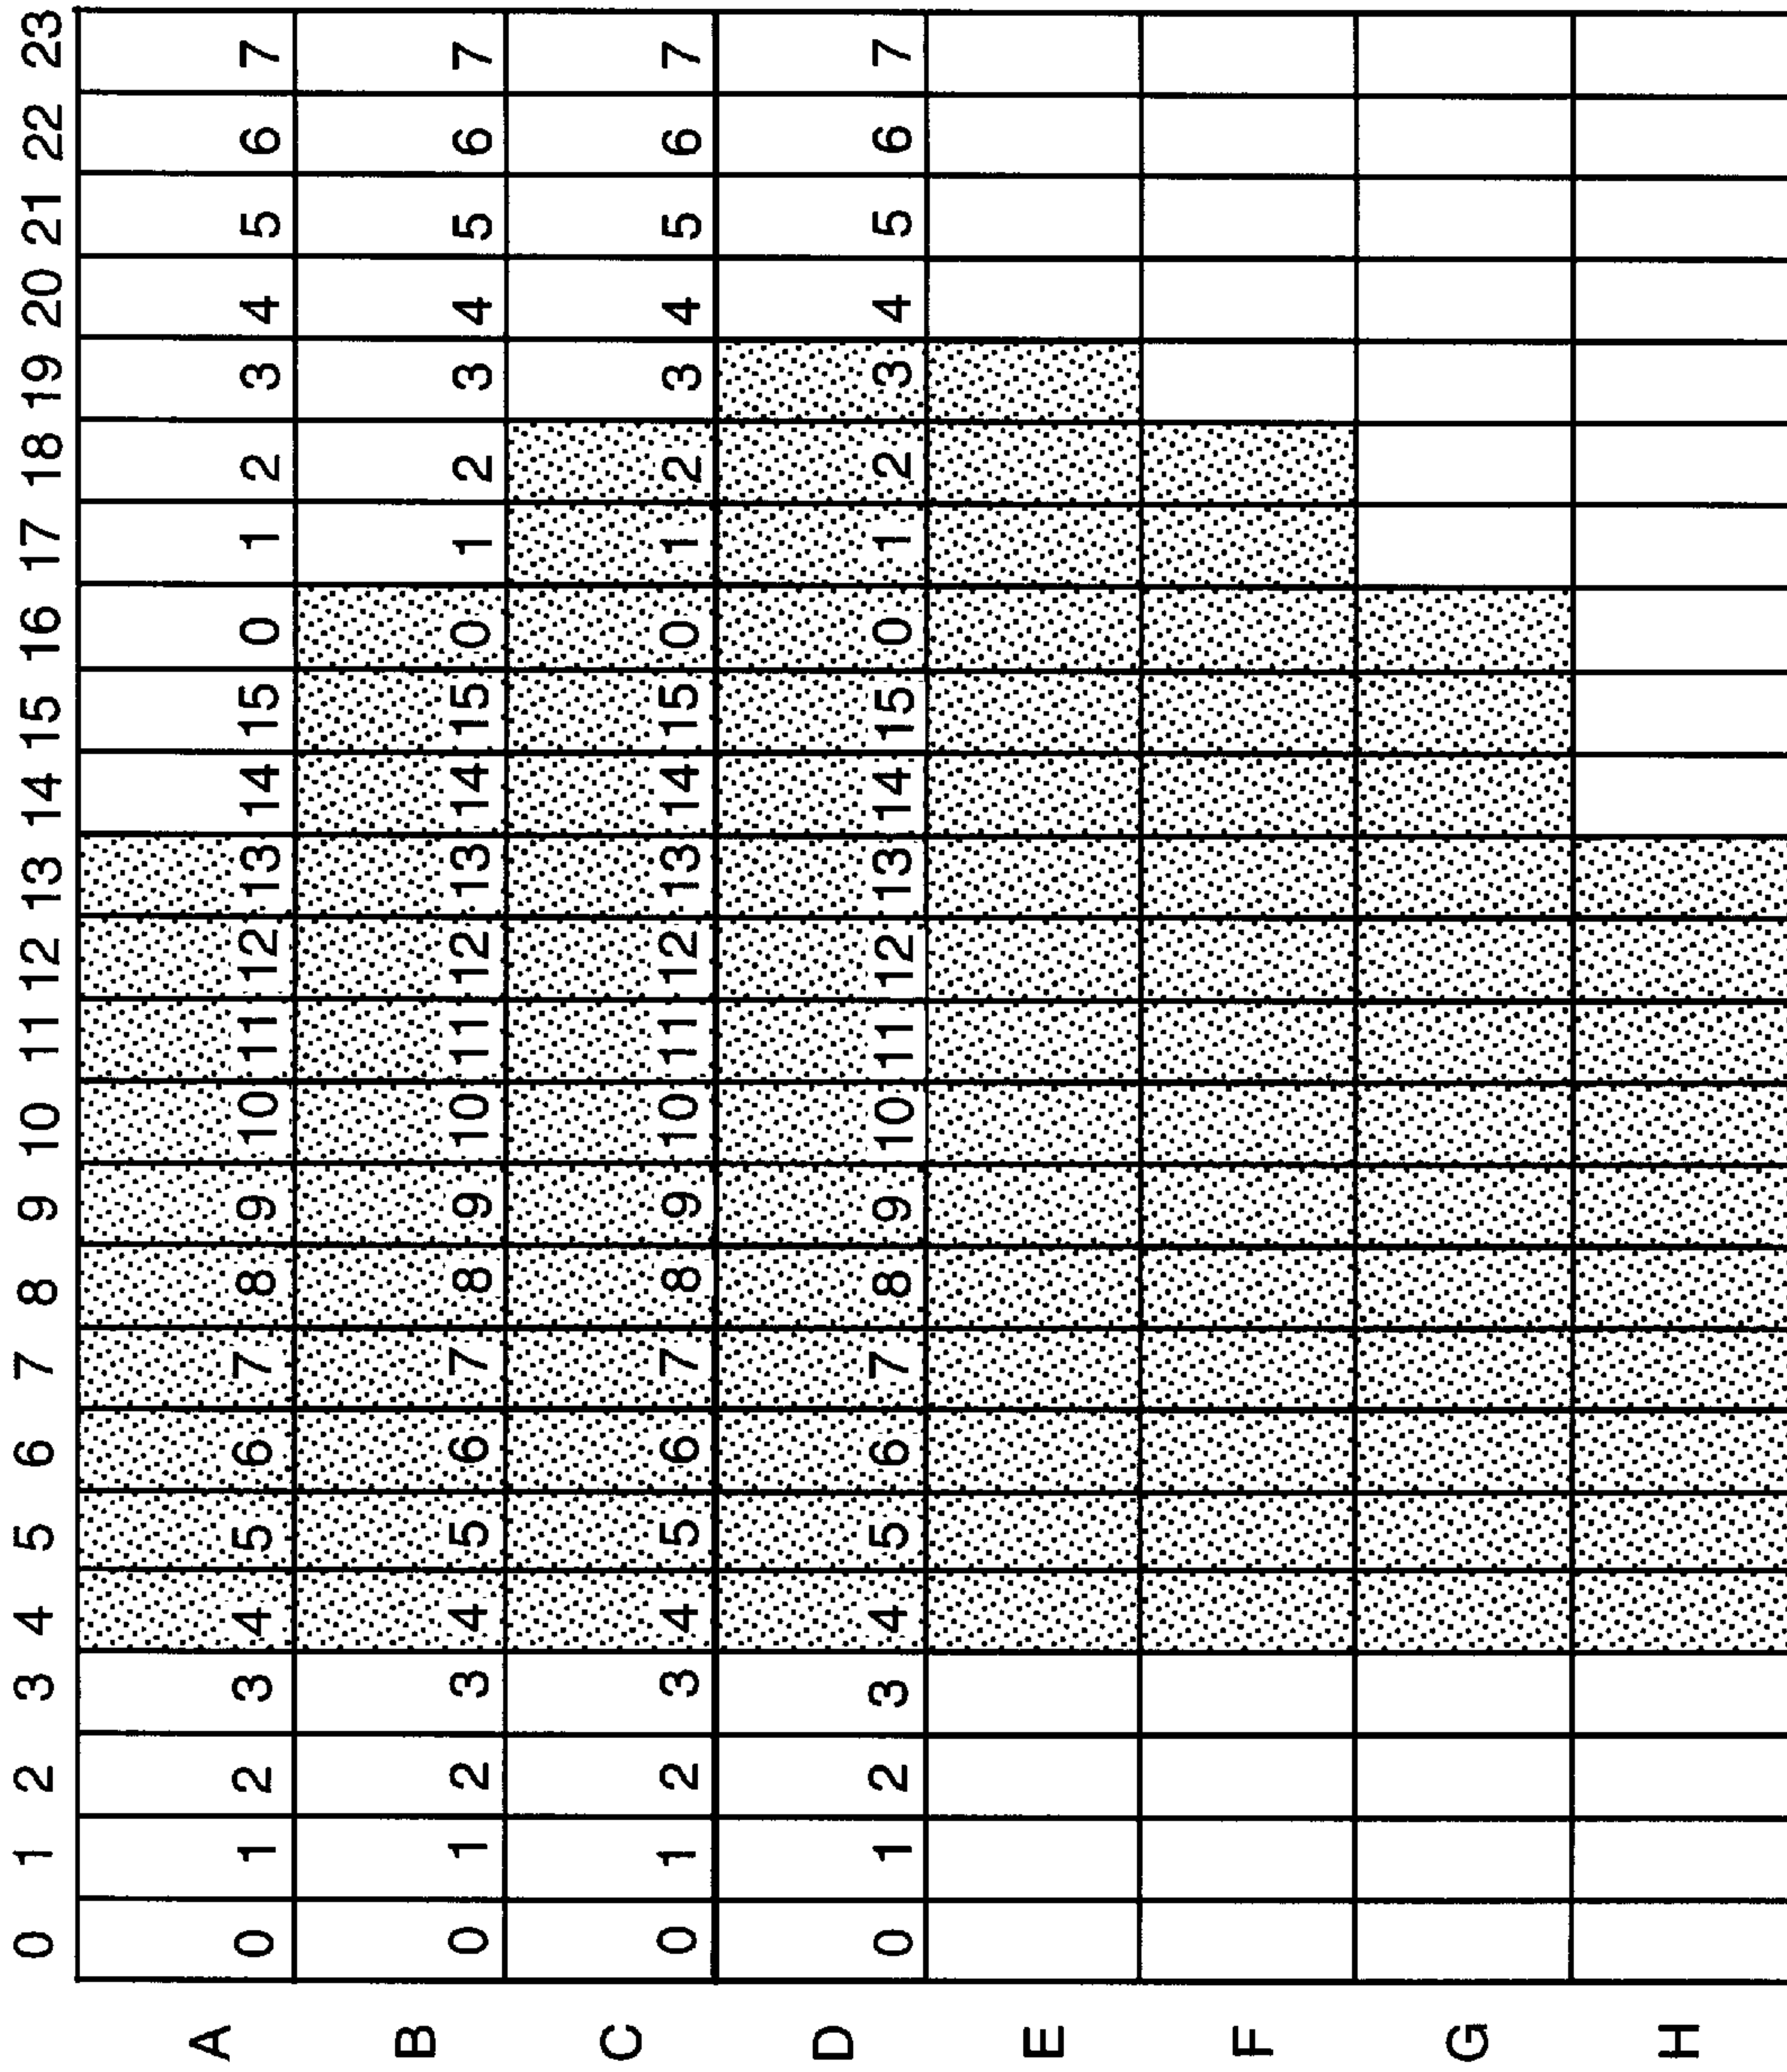 0 1 2 3 4 5 6 7 8 9 10 11 12 13 14 15 16 17 18 19 20 21 22 23
A 0 1 2 3 4 5 6 7 8 9 10 11 12 13 14 15 0 1 2 3 4 5 6 7
B 0 1 2 3 4 5 6 7 8 9 10 11 12 13 14 15 0 1 2 3 4 5 6 7
C 0 1 2 3 4 5 6 7 8 9 10 11 12 13 14 15 0 1 2 3 4 5 6 7
D 0 1 2 3 4 5 6 7 8 9 10 11 12 13 14 15 0 1 2 3 4 5 6 7
E
F
G
H